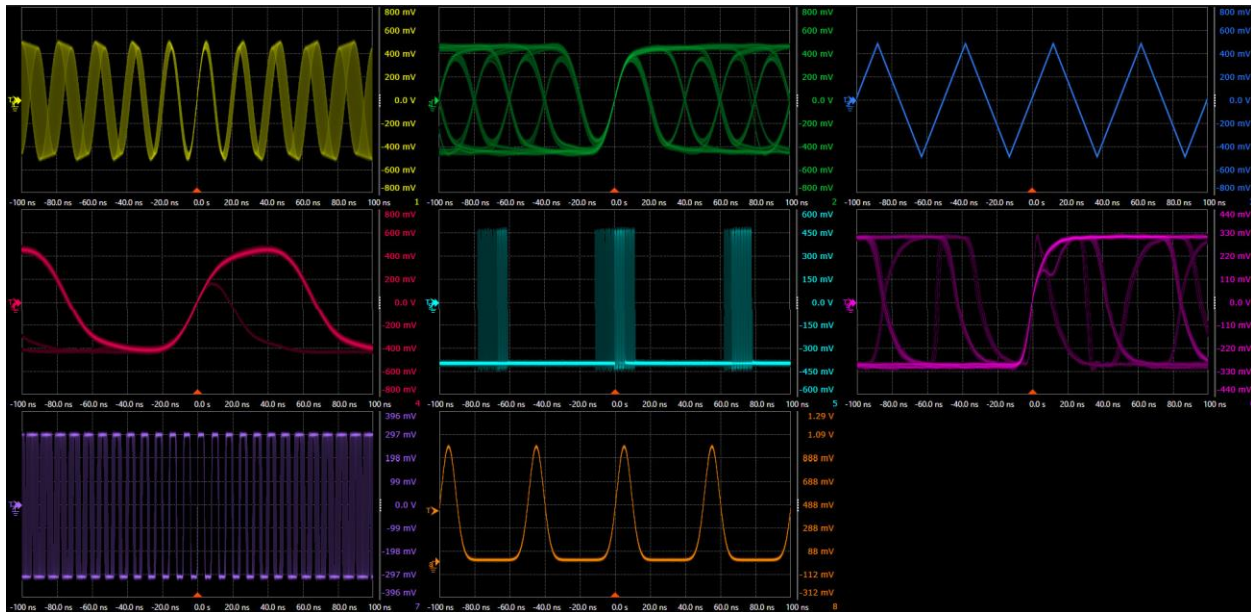 800 mV
600 mV
400 mV
200 mV
T 0.0 V
-200 mV
-400 mV
-600 mV
-800 mV
1
-100 ns -80.0 ns -60.0 ns -40.0 ns -20.0 ns 0.0 s 20.0 ns 40.0 ns 60.0 ns 80.0 ns 100 ns
800 mV
600 mV
400 mV
200 mV
0.0 V
-200 mV
-400 mV
-600 mV
-800 mV
2
-100 ns -80.0 ns -60.0 ns -40.0 ns -20.0 ns 0.0 s 20.0 ns 40.0 ns 60.0 ns 80.0 ns 100 ns
800 mV
600 mV
400 mV
200 mV
T 0.0 V
-200 mV
-400 mV
-600 mV
-800 mV
-100 ns -80.0 ns -60.0 ns -40.0 ns -20.0 ns 0.0 s 20.0 ns 40.0 ns 60.0 ns 80.0 ns 100 ns
800 mV
600 mV
400 mV
200 mV
T 0.0 V
-200 mV
-400 mV
-600 mV
-800 mV
4
-100 ns -80.0 ns -60.0 ns -40.0 ns -20.0 ns 0.0 s 20.0 ns 40.0 ns 60.0 ns 80.0 ns 100 ns
600 mV
450 mV
300 mV
150 mV
T 0.0 V
-150 mV
-300 mV
-450 mV
-600 mV
5
-100 ns -80.0 ns -60.0 ns -40.0 ns -20.0 ns 0.0 s 20.0 ns 40.0 ns 60.0 ns 80.0 ns 100 ns
440 mV
330 mV
220 mV
110 mV
T 0.0 V
-110 mV
-220 mV
-330 mV
-440 mV
-100 ns -80.0 ns -60.0 ns -40.0 ns -20.0 ns 0.0 s 20.0 ns 40.0 ns 60.0 ns 80.0 ns 100 ns
396 mV
297 mV
198 mV
99 mV
T 0.0 V
-99 mV
-198 mV
-297 mV
-396 mV
7
-100 ns -80.0 ns -60.0 ns -40.0 ns -20.0 ns 0.0 s 20.0 ns 40.0 ns 60.0 ns 80.0 ns 100 ns
1.29 V
1.09 V
888 mV
688 mV
T 488 mV
288 mV
88 mV
-112 mV
-312 mV
8
-100 ns -80.0 ns -60.0 ns -40.0 ns -20.0 ns 0.0 s 20.0 ns 40.0 ns 60.0 ns 80.0 ns 100 ns